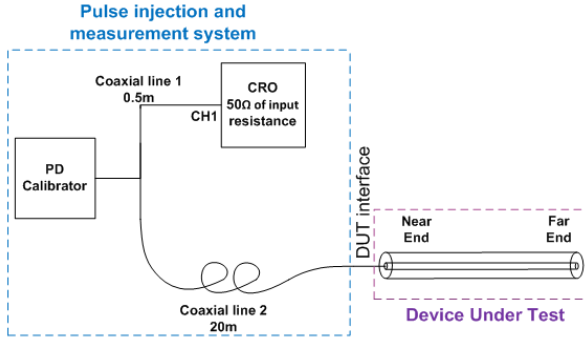 Pulse injection and
measurement system
Coaxial line 1
0.5m
CH1
CRO
50Ω of input
resistance
PD
Calibrator
DUT interface
Near
End
Far
End
Coaxial line 2
20m
Device Under Test